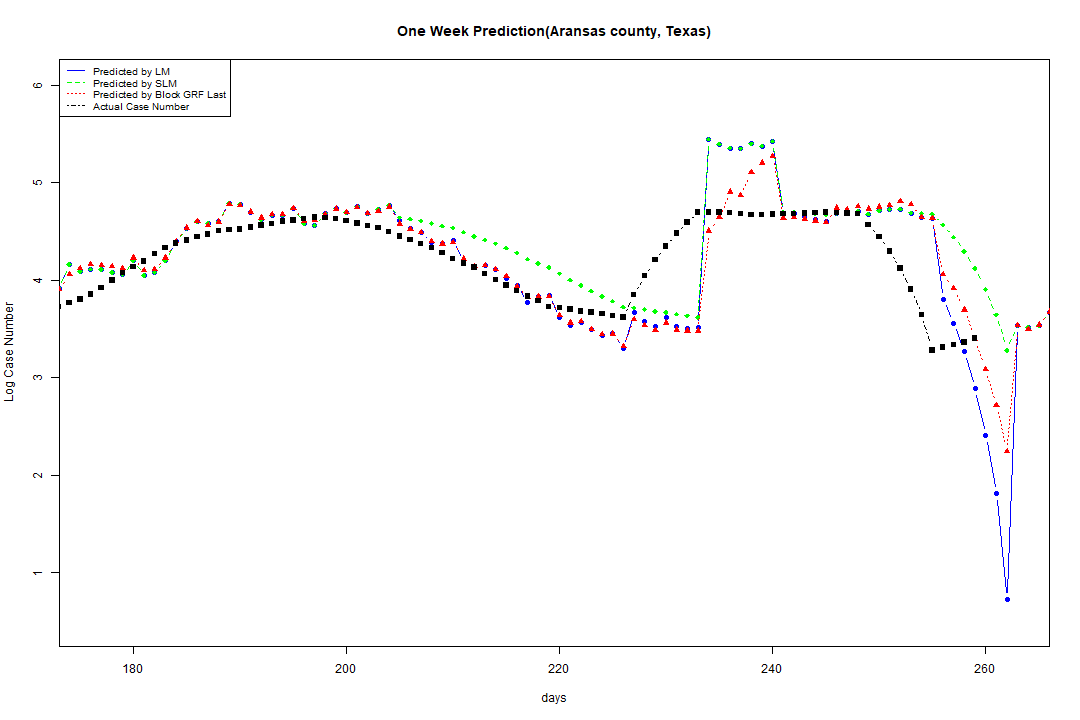 One Week Prediction(Aransas county, Texas)
Predicted by LM
Predicted by SLM
Predicted by Block GRF Last
Actual Case Number
6
5
4
3
2
1
Log Case Number
180 200 220 240 260
days